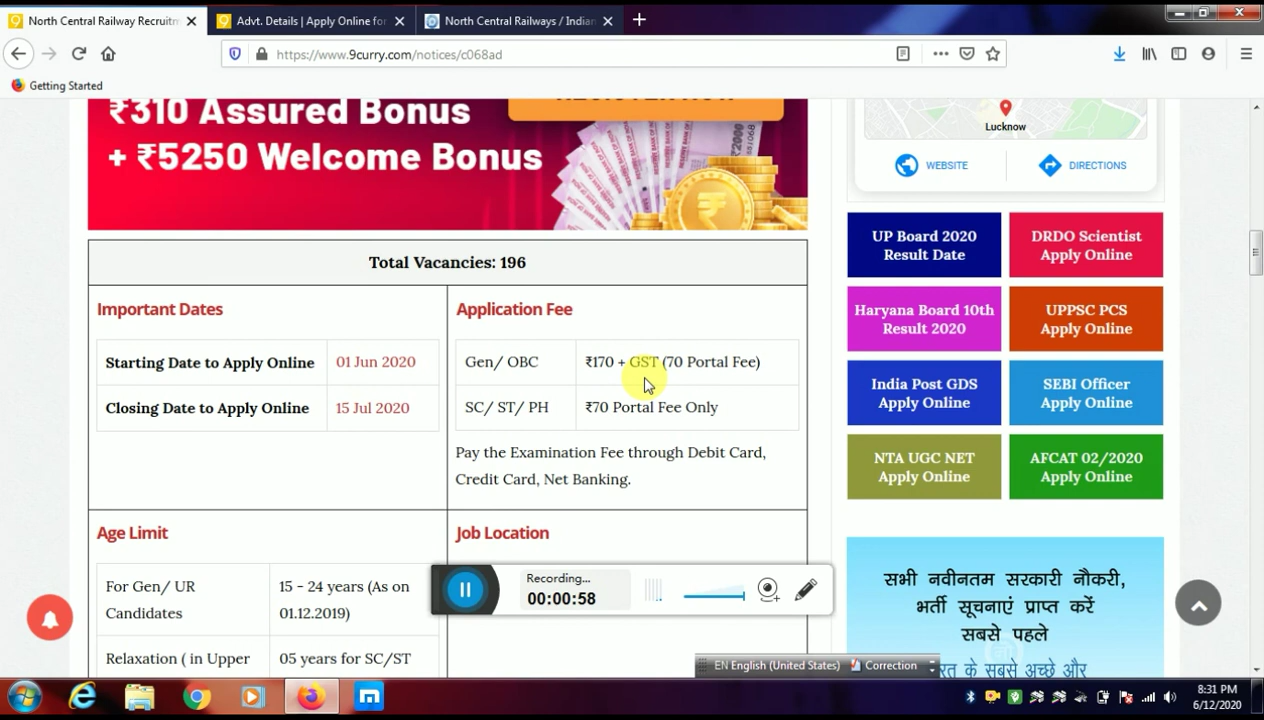 North Central Railway Recruitm
Advt. Details | Apply Online for
North Central Railways / Indian
https://www.9curry.com/notices/c068ad
Getting Started
₹310 Assured Bonus
+ ₹5250 Welcome Bonus
Lucknow
WEBSITE
DIRECTIONS
Total Vacancies: 196
Important Dates
Starting Date to Apply Online 01 Jun 2020
Closing Date to Apply Online 15 Jul 2020
Application Fee
Gen/ OBC ₹170 + GST (70 Portal Fee)
SC/ ST/ PH ₹70 Portal Fee Only
Pay the Examination Fee through Debit Card,
Credit Card, Net Banking.
Age Limit
For Gen/ UR 15 - 24 years (As on
Candidates 01.12.2019)
Relaxation ( in Upper 05 years for SC/ST
Job Location
UP Board 2020
Result Date
DRDO Scientist
Apply Online
Haryana Board 10th
Result 2020
UPPSC PCS
Apply Online
India Post GDS
Apply Online
SEBI Officer
Apply Online
NTA UGC NET
Apply Online
AFCAT 02/2020
Apply Online
सभी नवीनतम सरकारी नौकरी,
भर्ती सूचनाएं प्राप्त करें
सबसे पहले
के सबसे अच्छे और
Recording...
00:00:58
EN English (United States) Correction
8:31 PM
6/12/2020